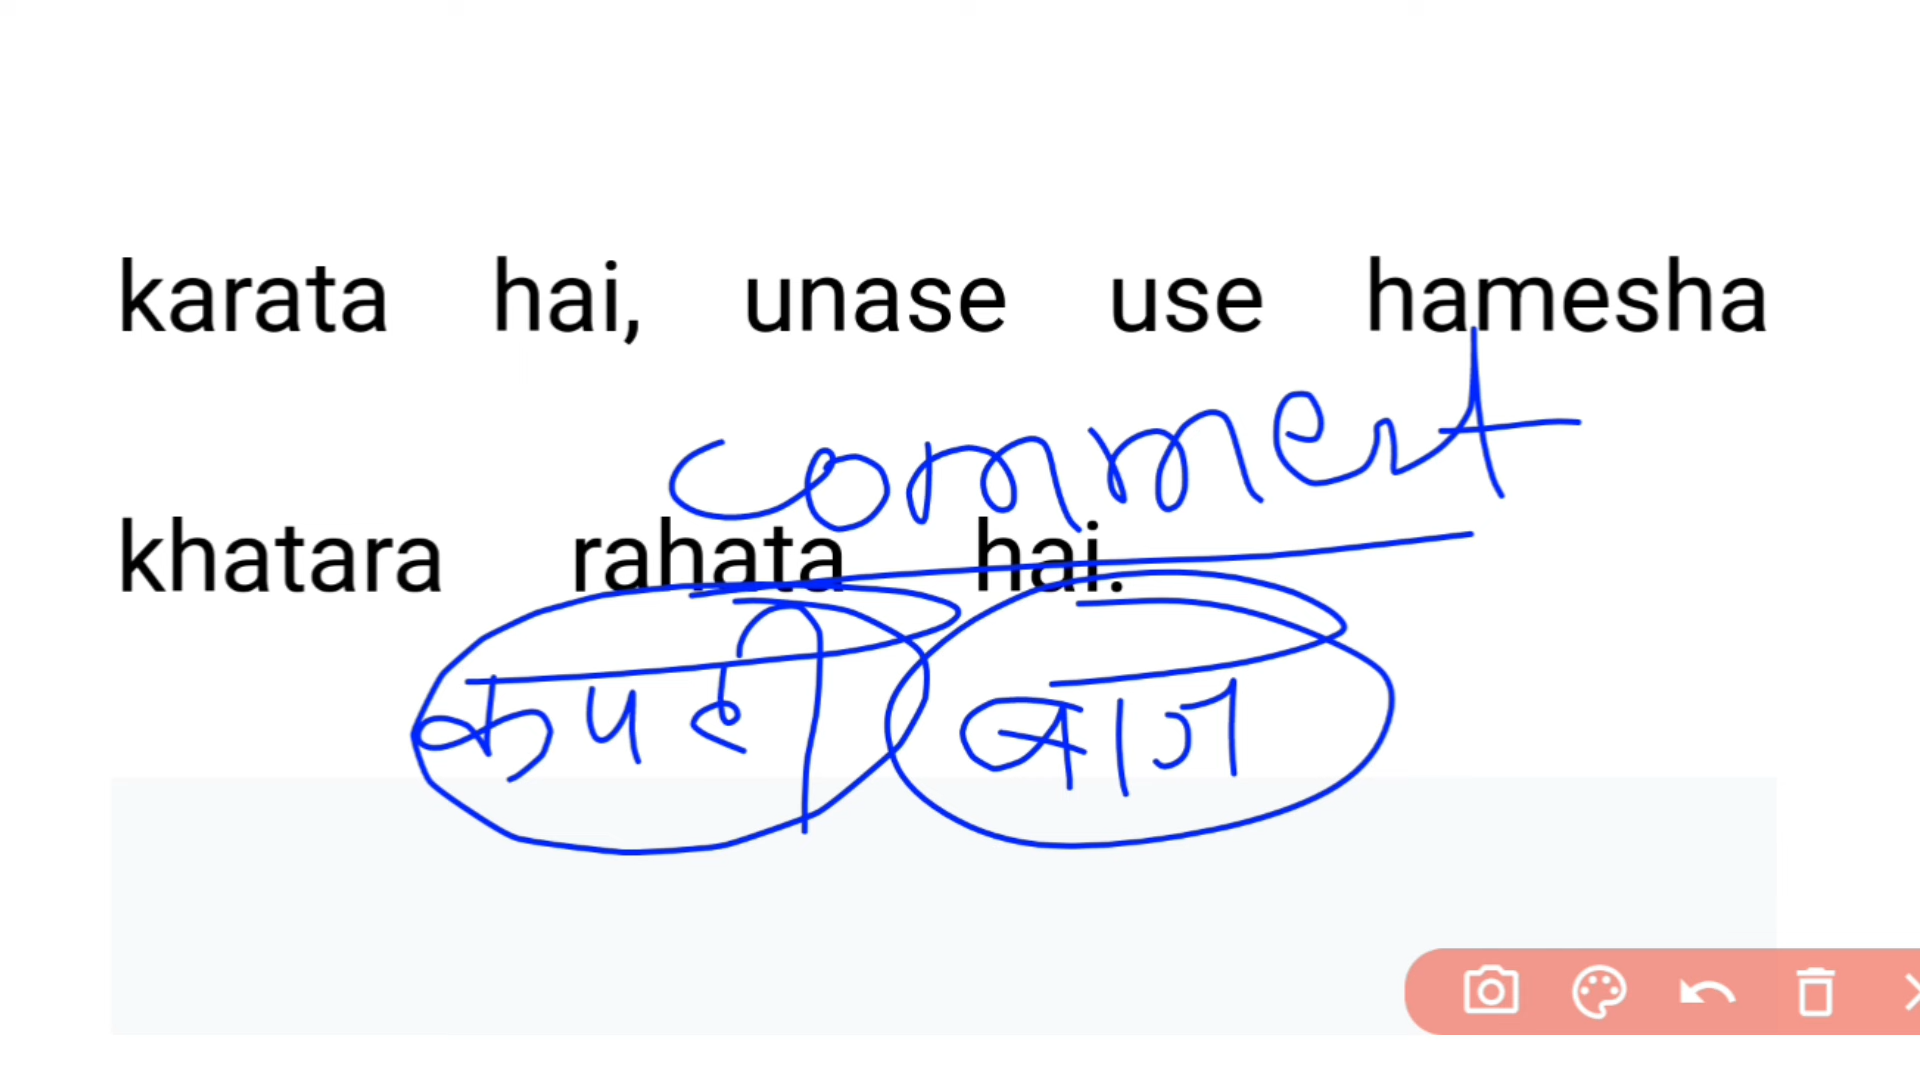 karata hai, unase use hamesha
comment
khatara rahata hai.
कपटी बाज